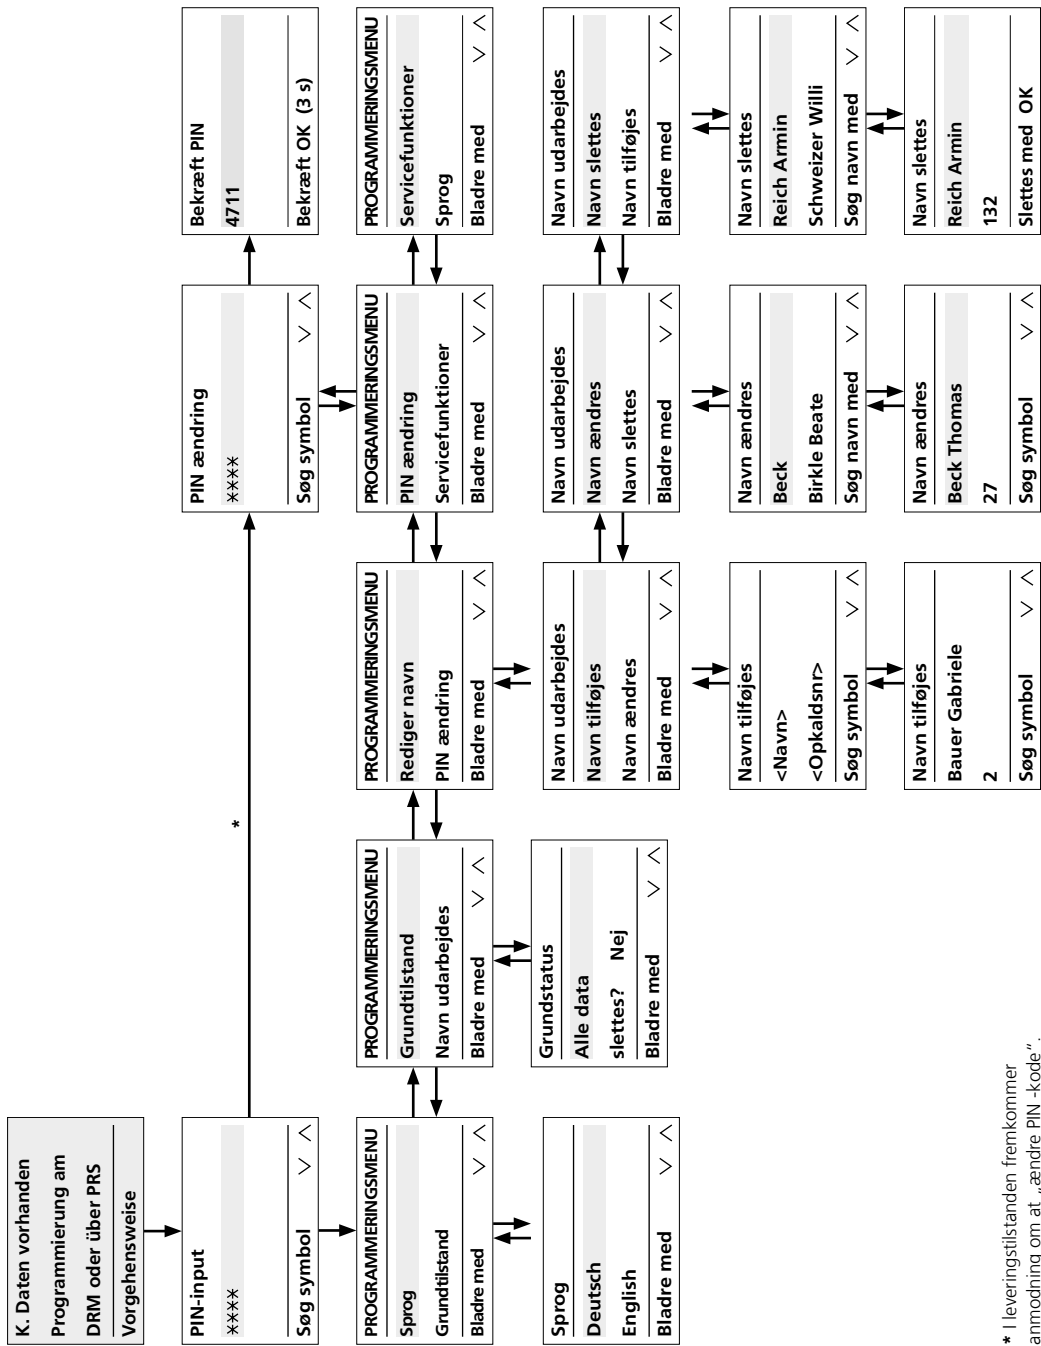 K. Daten vorhanden
Programmierung am
DRM oder über PRS
Vorgehensweise
PIN-input
****
Søg symbol
PIN ændring
****
Søg symbol
Bekræft PIN
4711
Bekræft OK (3 s)
*
PROGRAMMERINGSMENU
Sprog
Grundtilstand
Bladre med
PROGRAMMERINGSMENU
Grundtilstand
Navn udarbejdes
Bladre med
PROGRAMMERINGSMENU
Rediger navn
PIN ændring
Bladre med
PROGRAMMERINGSMENU
PIN ændring
Servicefunktioner
Bladre med
PROGRAMMERINGSMENU
Servicefunktioner
Sprog
Bladre med
Sprog
Deutsch
English
Bladre med
Grundstatus
Alle data
slettes? Nej
Bladre med
Navn udarbejdes
Navn tilføjes
Navn ændres
Bladre med
Navn udarbejdes
Navn ændres
Navn slettes
Bladre med
Navn udarbejdes
Navn slettes
Navn tilføjes
Bladre med
Navn tilføjes
<Navn>
<Opkaldsnr>
Søg symbol
Navn ændres
Beck
Birkle Beate
Søg navn med
Navn slettes
Reich Armin
Schweizer Willi
Søg navn med
Navn tilføjes
Bauer Gabriele
2
Søg symbol
Navn ændres
Beck Thomas
27
Søg symbol
Navn slettes
Reich Armin
132
Slettes med OK
* I leveringstilstanden fremkommer
anmodning om at „ændre PIN -kode".